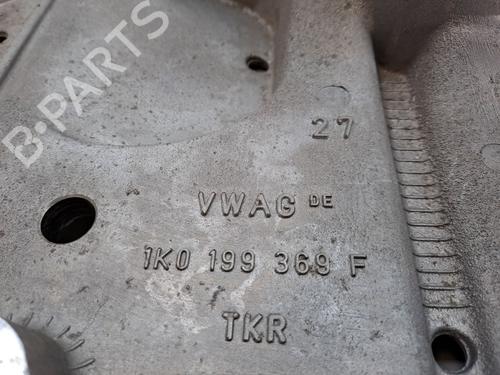 B-PARTS
27
VWAG DE
1K0 199 369 F
TKR